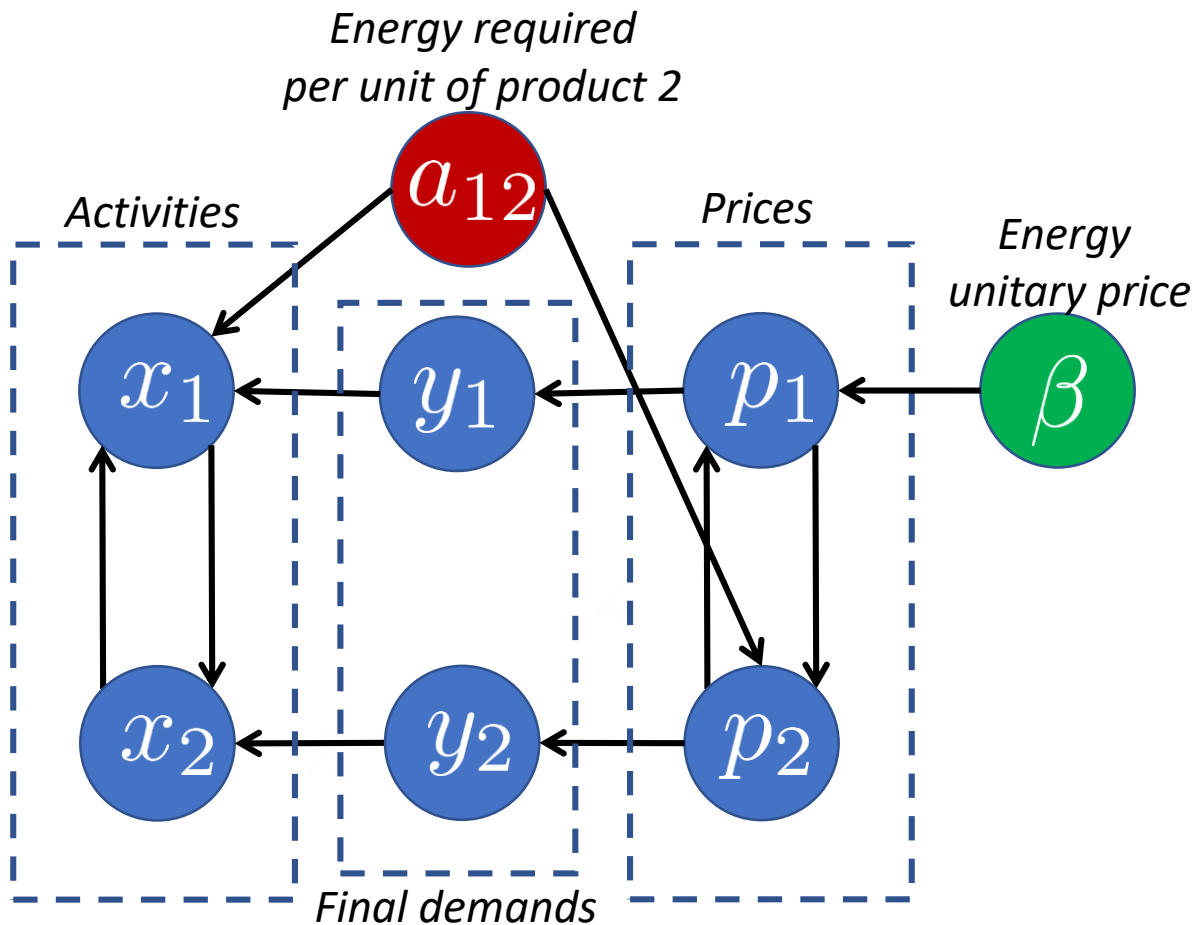 Energy required
per unit of product 2
a12
Activities
Prices
Energy
unitary price
x1
y1
p1
β
x2
y2
p2
Final demands